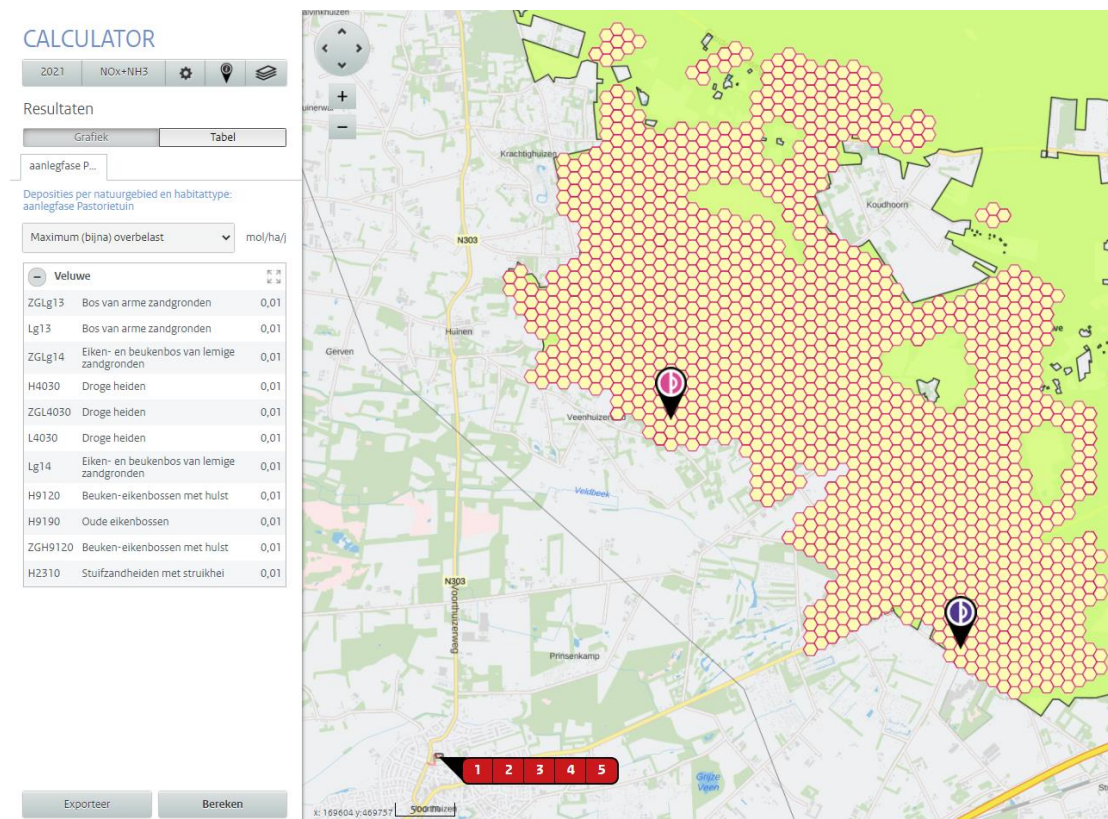 CALCULATOR
2021 NOx+NH3
Resultaten
Grafiek Tabel
aanlegfase P...
Deposities per natuurgebied en habitattype:
aanlegfase Pastorietuin
Maximum (bijna) overbelast mol/ha/j
Veluwe
ZGLg13 Bos van arme zandgronden 0,01
Lg13 Bos van arme zandgronden 0,01
ZGLg14 Eiken- en beukenbos van lemige
zandgronden 0,01
H4030 Droge heiden 0,01
ZGL4030 Droge heiden 0,01
L4030 Droge heiden 0,01
Lg14 Eiken- en beukenbos van lemige
zandgronden 0,01
H9120 Beuken-eikenbossen met hulst 0,01
H9190 Oude eikenbossen 0,01
ZGH9120 Beuken-eikenbossen met hulst 0,01
H2310 Stuifzandheiden met struikhei 0,01
Exporteer Bereken
Krachtighuizen
Koudhoorn
N303
Huinen
Gerven
Veldbeek
N303
Voorthuizerweg
Prinsenkamp
1 2 3 4 5
Grijze
Veen
x: 169604 y:469757